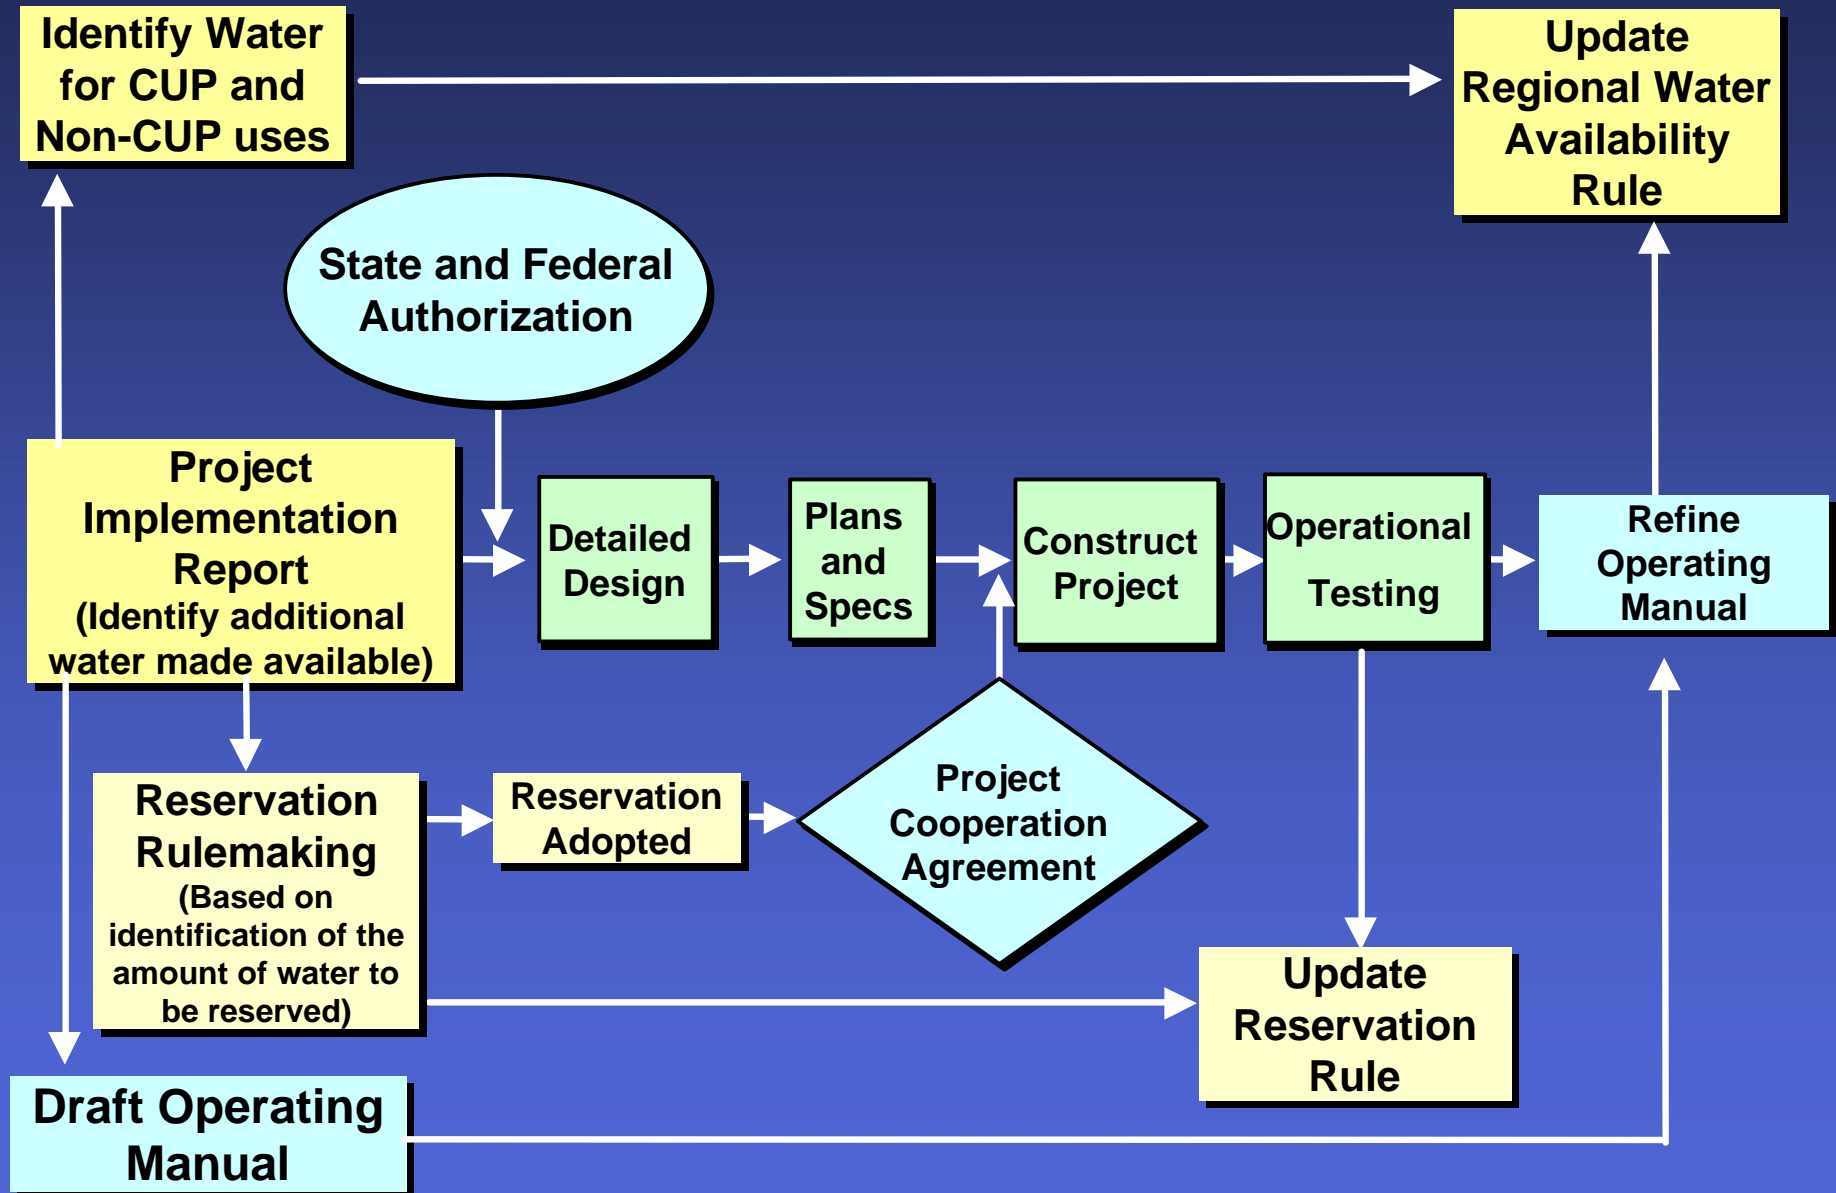 Identify Water
for CUP and
Non-CUP uses
Update
Regional Water
Availability
Rule
State and Federal
Authorization
Project
Implementation
Report
(Identify additional
water made available)
Detailed
Design
Plans
and
Specs
Construct
Project
Operational
Testing
Refine
Operating
Manual
Reservation
Rulemaking
(Based on
identification of the
amount of water to
be reserved)
Reservation
Adopted
Project
Cooperation
Agreement
Update
Reservation
Rule
Draft Operating
Manual